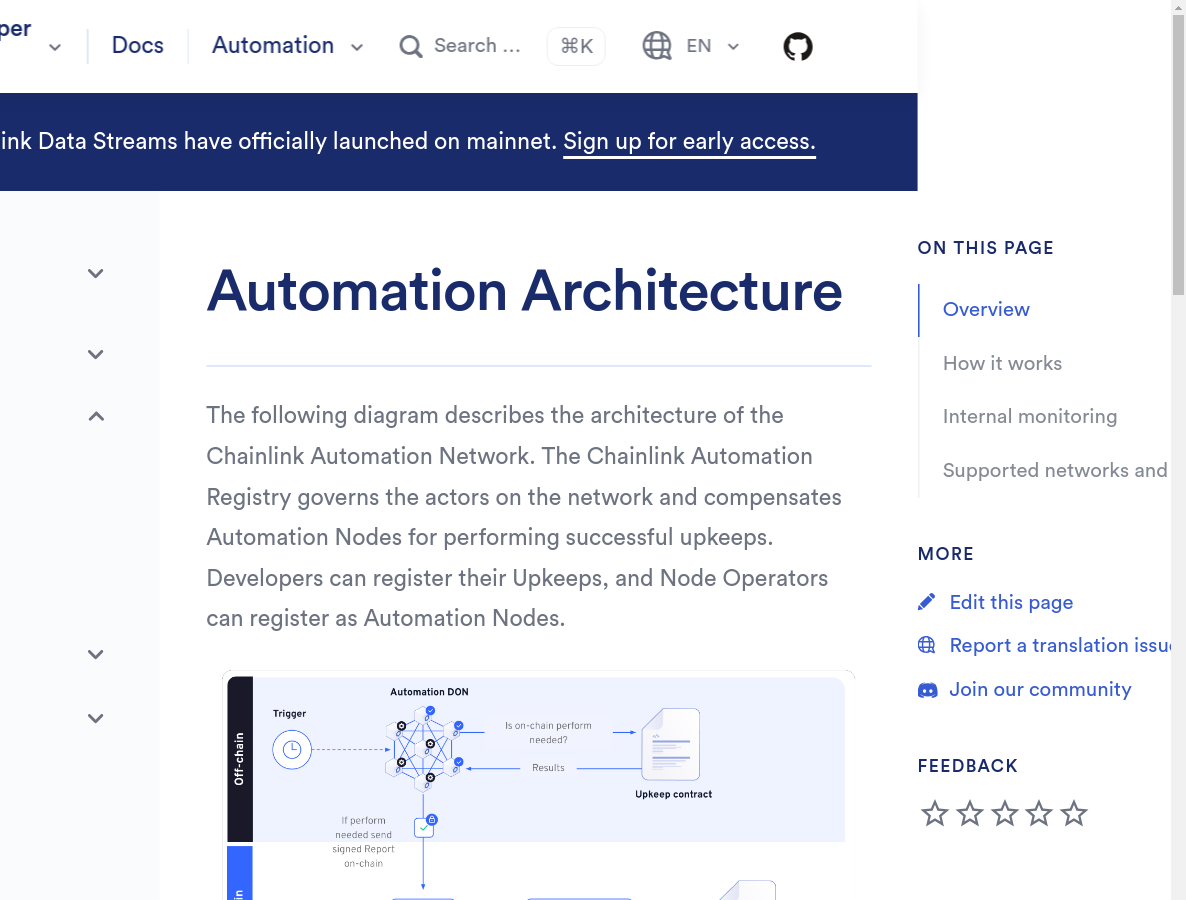 per
Docs
Automation
Search ...
⌘K
EN
ink Data Streams have officially launched on mainnet. Sign up for early access.
Automation Architecture
The following diagram describes the architecture of the
Chainlink Automation Network. The Chainlink Automation
Registry governs the actors on the network and compensates
Automation Nodes for performing successful upkeeps.
Developers can register their Upkeeps, and Node Operators
can register as Automation Nodes.
Automation DON
Trigger
Is on-chain perform
needed?
Results
Upkeep contract
Off-chain
If perform
needed send
signed Report
on-chain
in
ON THIS PAGE
Overview
How it works
Internal monitoring
Supported networks and
MORE
Edit this page
Report a translation issue
Join our community
FEEDBACK